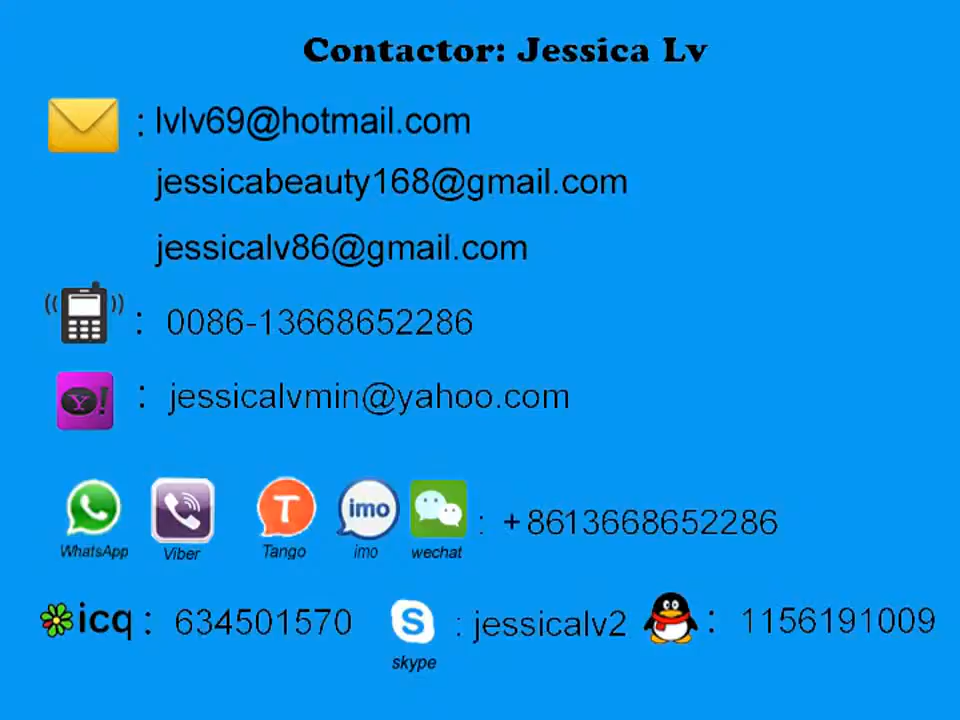 Contactor: Jessica Lv
: lvlv69@hotmail.com
jessicabeauty168@gmail.com
jessicalv86@gmail.com
: 0086-13668652286
Y! : jessicalvmin@yahoo.com
T imo : +8613668652286
WhatsApp Viber Tango imo wechat
icq : 634501570 S : jessicalv2 : 1156191009
skype